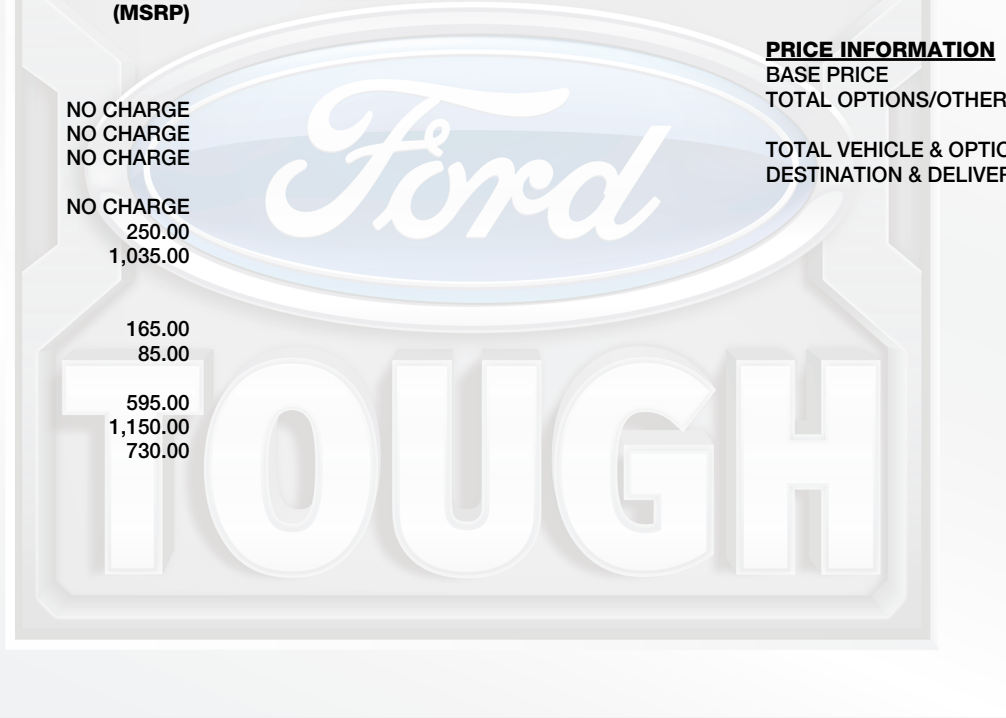 (MSRP)
NO CHARGE
NO CHARGE
NO CHARGE
NO CHARGE
250.00
1,035.00
165.00
85.00
595.00
1,150.00
730.00
PRICE INFORMATION
BASE PRICE
TOTAL OPTIONS/OTHER
TOTAL VEHICLE & OPTIO
DESTINATION & DELIVER
Ford
TOUGH